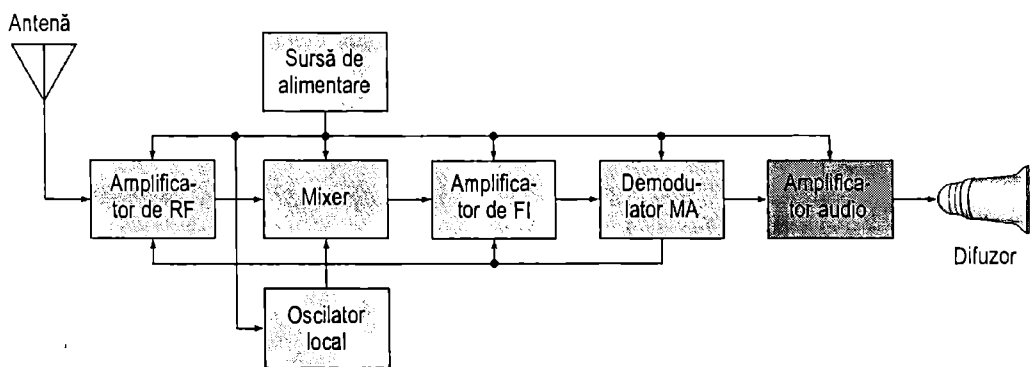 Antenă
Sursă de
alimentare
Amplifica-
tor de RF
Mixer
Amplifica-
tor de FI
Demodu-
lator MA
Amplifica-
tor audio
Difuzor
Oscilator
local